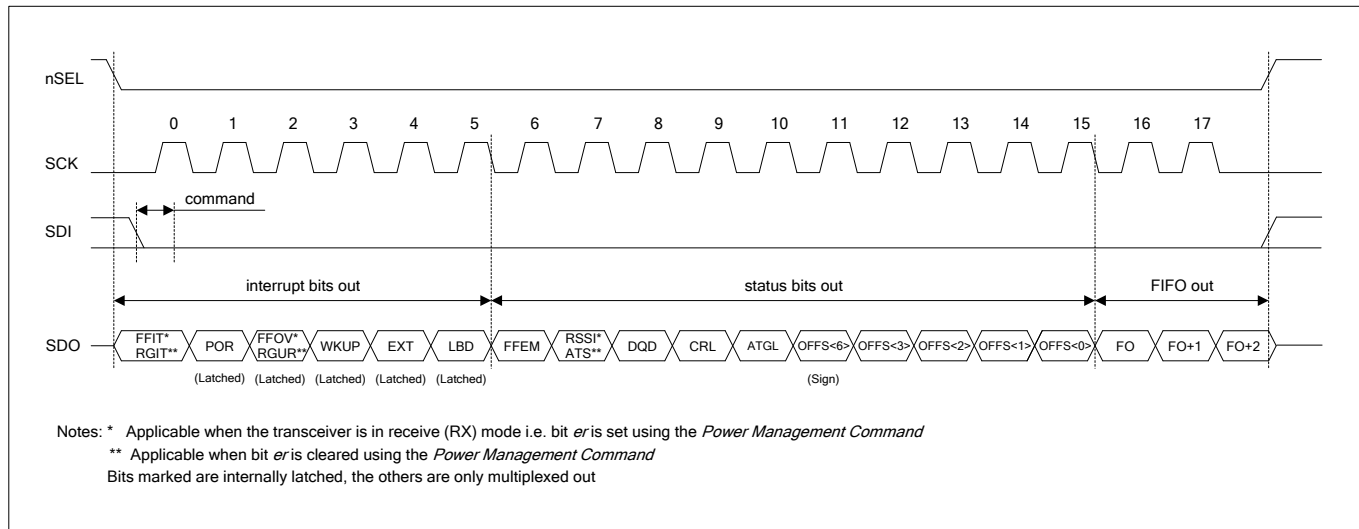 nSEL
0 1 2 3 4 5 6 7 8 9 10 11 12 13 14 15 16 17
SCK
command
SDI
interrupt bits out status bits out FIFO out
SDO
FFIT*
RGIT**
POR
FFOV*
RGUR**
WKUP
EXT
LBD
FFEM
RSSI*
ATS**
DQD
CRL
ATGL
OFFS<6>
OFFS<3>
OFFS<2>
OFFS<1>
OFFS<0>
FO
FO+1
FO+2
(Latched) (Latched) (Latched) (Latched) (Latched) (Sign)
Notes: * Applicable when the transceiver is in receive (RX) mode i.e. bit er is set using the Power Management Command
** Applicable when bit er is cleared using the Power Management Command
Bits marked are internally latched, the others are only multiplexed out